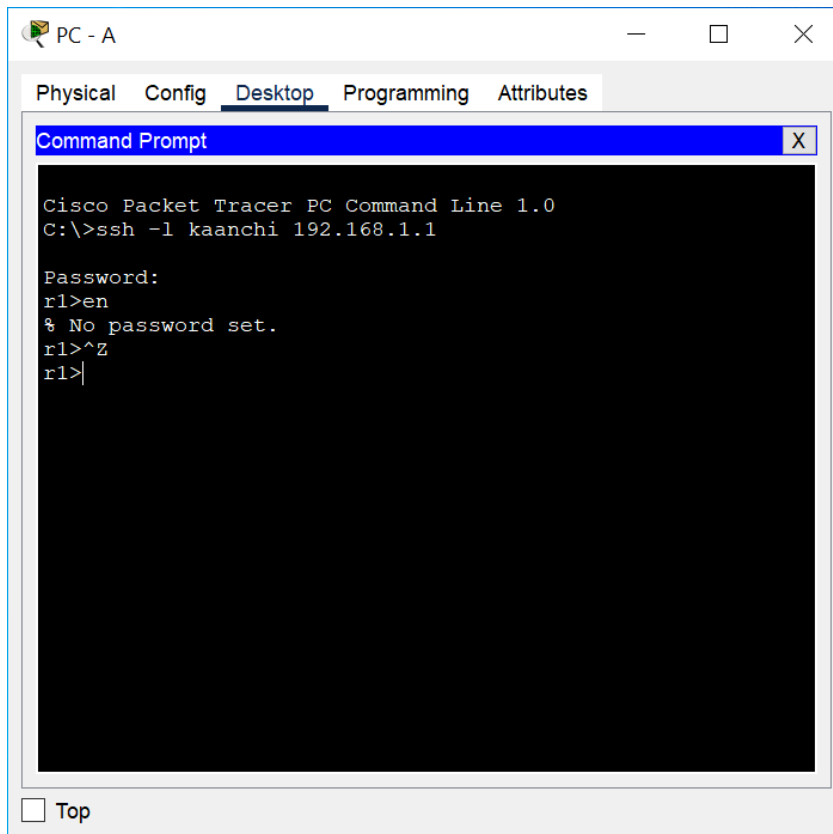 PC - A
Physical Config Desktop Programming Attributes
Command Prompt X
Cisco Packet Tracer PC Command Line 1.0
C:\>ssh -l kaanchi 192.168.1.1
Password:
r1>en
% No password set.
r1>^Z
r1>
Top